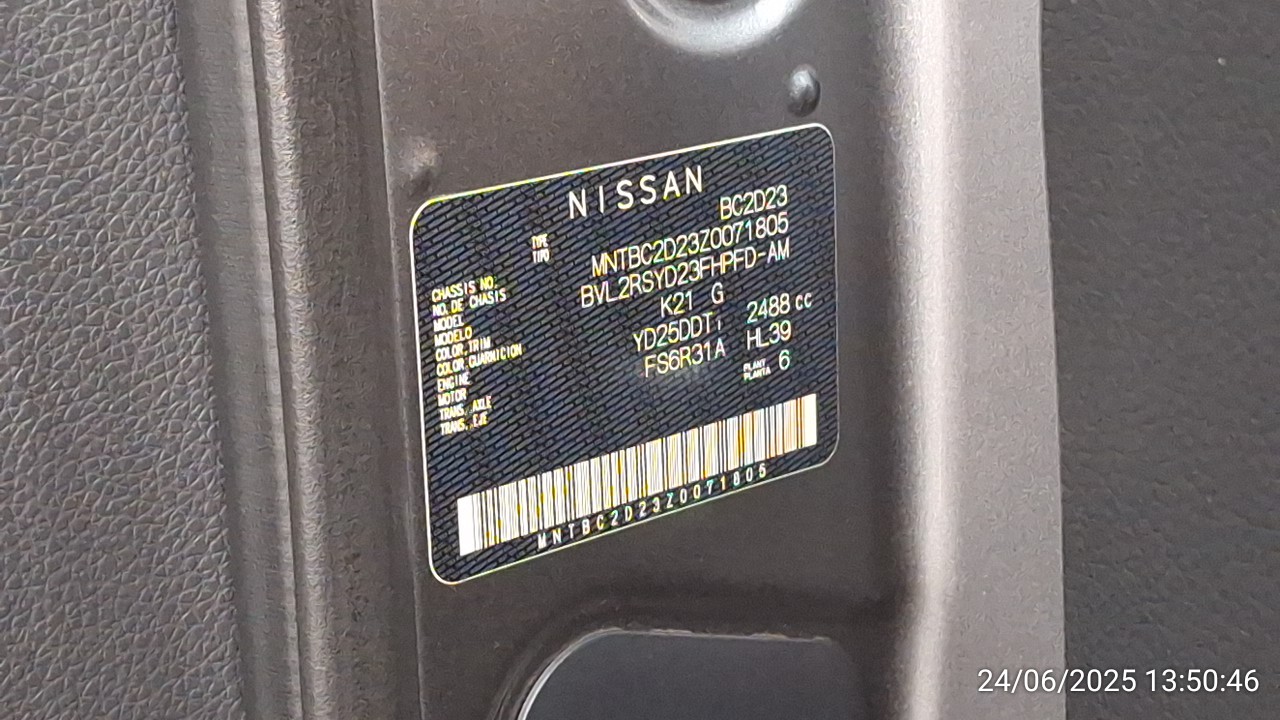 NISSAN
TYPE BC2D23
TIPO
CHASSIS NO. MNTBC2D23Z0071805
NO. DE CHASIS
MODEL BVL2RSYD23FHPFD-AM
MODELO
COLOR, TRIM K21 G
COLOR, GUARNICION
ENGINE YD25DDTi 2488 cc
MOTOR
TRANS. AXLE FS6R31A HL39
TRANS. EJE
PLANT 6
PLANTA
MNTBC2D23Z0071805
24/06/2025 13:50:46